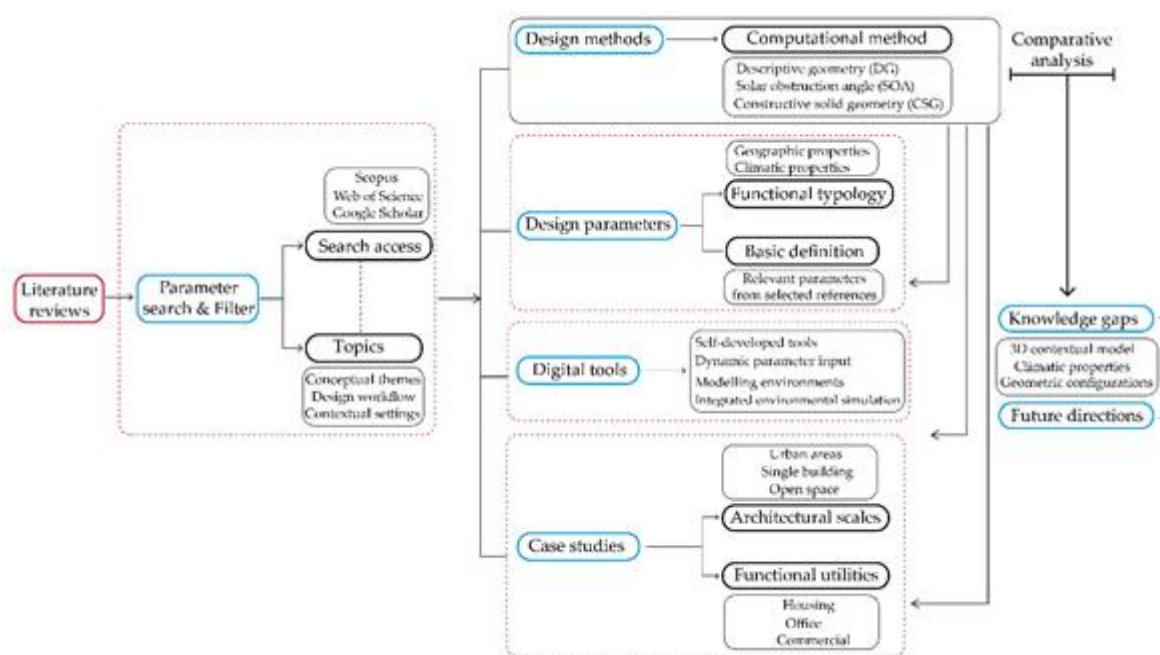 Literature
reviews
Parameter
search & Filter
Scopus
Web of Science
Google Scholar
Search access
Topics
Conceptual themes
Design workflow
Contextual settings
Design methods
Computational method
Descriptive geometry (DG)
Solar obstruction angle (SOA)
Constructive solid geometry (CSG)
Design parameters
Geographic properties
Climatic properties
Functional typology
Basic definition
Relevant parameters
from selected references
Digital tools
Self-developed tools
Dynamic parameter input
Modelling environments
Integrated environmental simulation
Case studies
Urban areas
Single building
Open space
Architectural scales
Functional utilities
Housing
Office
Commercial
Comparative
analysis
Knowledge gaps
3D contextual model
Climatic properties
Geometric configurations
Future directions